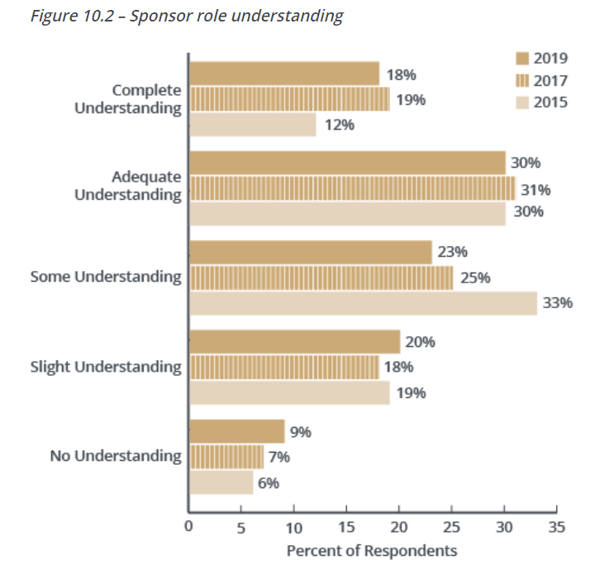 Figure 10.2 – Sponsor role understanding
2019
2017
2015
Complete
Understanding
18%
19%
12%
Adequate
Understanding
30%
31%
30%
Some Understanding
23%
25%
33%
Slight Understanding
20%
18%
19%
No Understanding
9%
7%
6%
0 5 10 15 20 25 30 35
Percent of Respondents